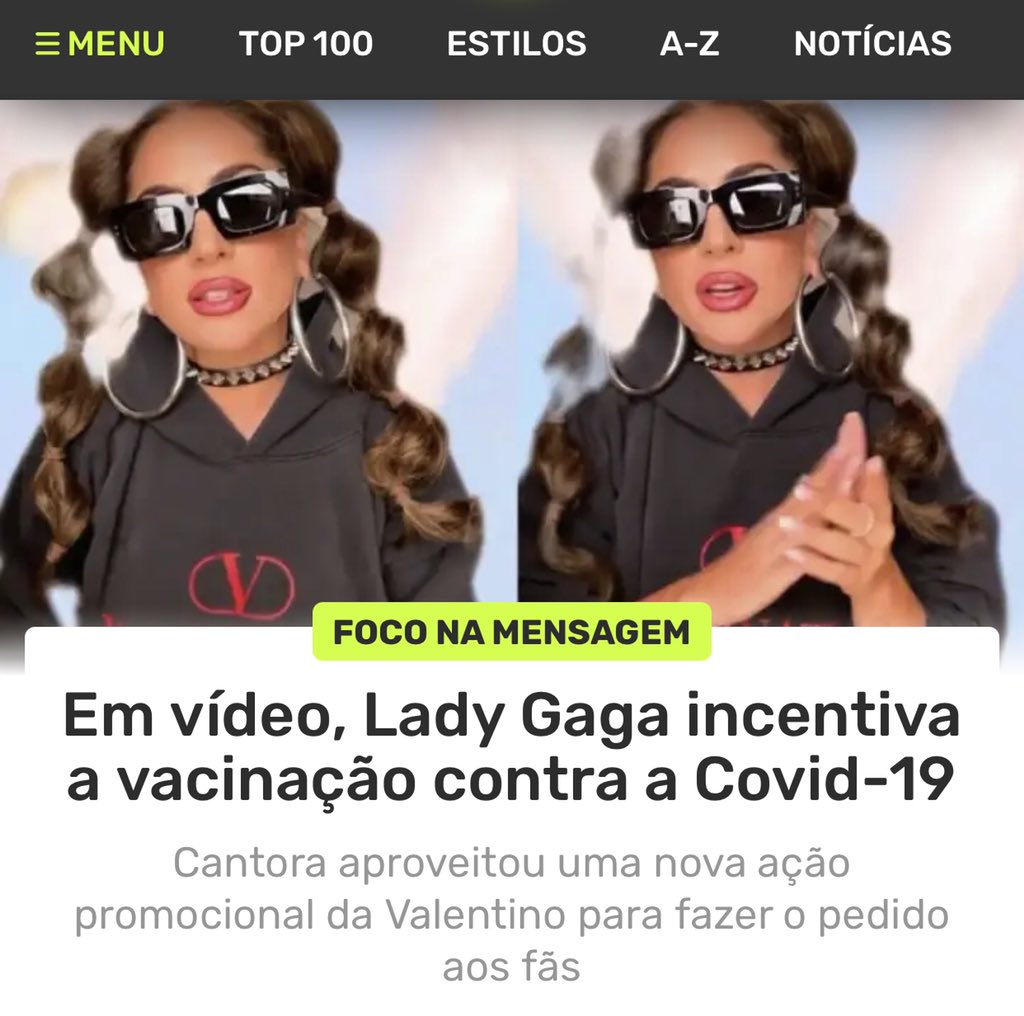 MENU TOP 100 ESTILOS A-Z NOTÍCIAS
V
FOCO NA MENSAGEM
Em vídeo, Lady Gaga incentiva
a vacinação contra a Covid-19
Cantora aproveitou uma nova ação
promocional da Valentino para fazer o pedido
aos fãs